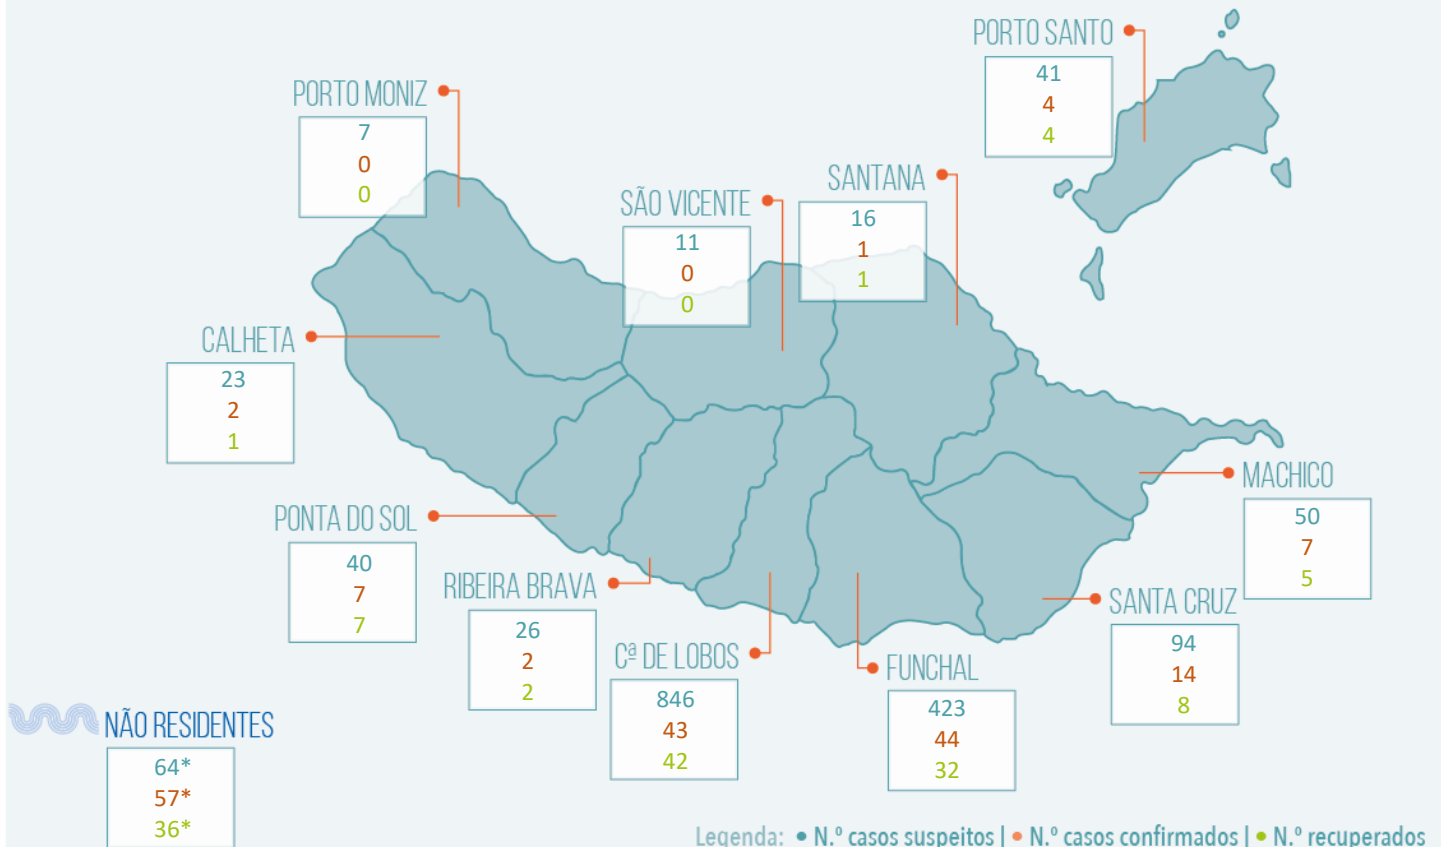 PORTO SANTO
41
4
4
PORTO MONIZ
7
0
0
SANTANA
16
1
1
SÃO VICENTE
11
0
0
CALHETA
23
2
1
MACHICO
50
7
5
PONTA DO SOL
40
7
7
RIBEIRA BRAVA
26
2
2
SANTA CRUZ
94
14
8
Cª DE LOBOS
846
43
42
FUNCHAL
423
44
32
NÃO RESIDENTES
64*
57*
36*
Legenda: • N.º casos suspeitos | • N.º casos confirmados | • N.º recuperados